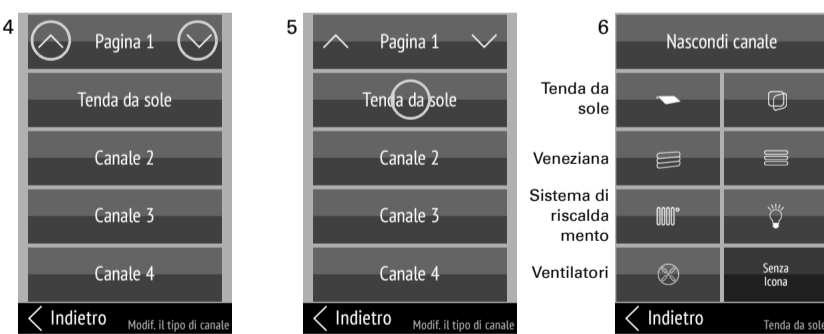 4
Pagina 1
Tenda da sole
Canale 2
Canale 3
Canale 4
Indietro
Modif. il tipo di canale
5
Pagina 1
Tenda da sole
Canale 2
Canale 3
Canale 4
Indietro
Modif. il tipo di canale
6
Nascondi canale
Tenda da
sole
Veneziana
Sistema di
riscalda
mento
Ventilatori
Senza
Icona
Indietro
Tenda da sole